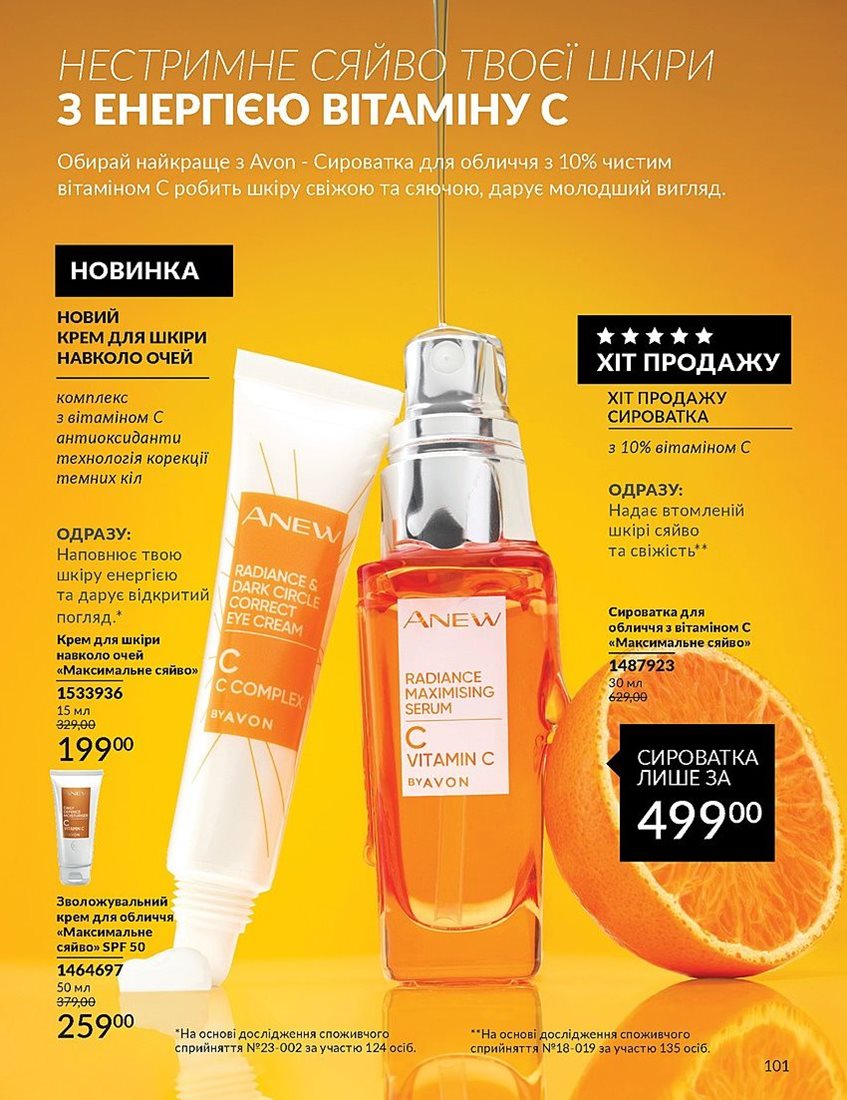 НЕСТРИМНЕ СЯЙВО ТВОЄЇ ШКІРИ
З ЕНЕРГІЄЮ ВІТАМІНУ С
Обирай найкраще з Avon - Сироватка для обличчя з 10% чистим
вітаміном С робить шкіру свіжою та сяючою, дарує молодший вигляд.
НОВИНКА
НОВИЙ
КРЕМ ДЛЯ ШКІРИ
НАВКОЛО ОЧЕЙ
комплекс
з вітаміном С
антиоксиданти
технологія корекції
темних кіл
ОДРАЗУ:
Наповнює твою
шкіру енергією
та дарує відкритий
погляд.*
Крем для шкіри
навколо очей
«Максимальне сяйво»
1533936
15 мл
329,00
199⁰⁰
ANEW
DAILY
DEFENCE
MOISTURISER
C
VITAMIN C
Зволожувальний
крем для обличчя
«Максимальне
сяйво» SPF 50
1464697
50 мл
379,00
259⁰⁰
ANEW
RADIANCE &
DARK CIRCLE
CORRECT
EYE CREAM
C
C COMPLEX
BY AVON
ANEW
RADIANCE
MAXIMISING
SERUM
C
VITAMIN C
BY AVON
★★★★★
ХІТ ПРОДАЖУ
ХІТ ПРОДАЖУ
СИРОВАТКА
з 10% вітаміном С
ОДРАЗУ:
Надає втомленій
шкірі сяйво
та свіжість**
Сироватка для
обличчя з вітаміном С
«Максимальне сяйво»
1487923
30 мл
629,00
СИРОВАТКА
ЛИШЕ ЗА
499⁰⁰
*На основі дослідження споживчого
сприйняття №23-002 за участю 124 осіб.
**На основі дослідження споживчого
сприйняття №18-019 за участю 135 осіб.
101